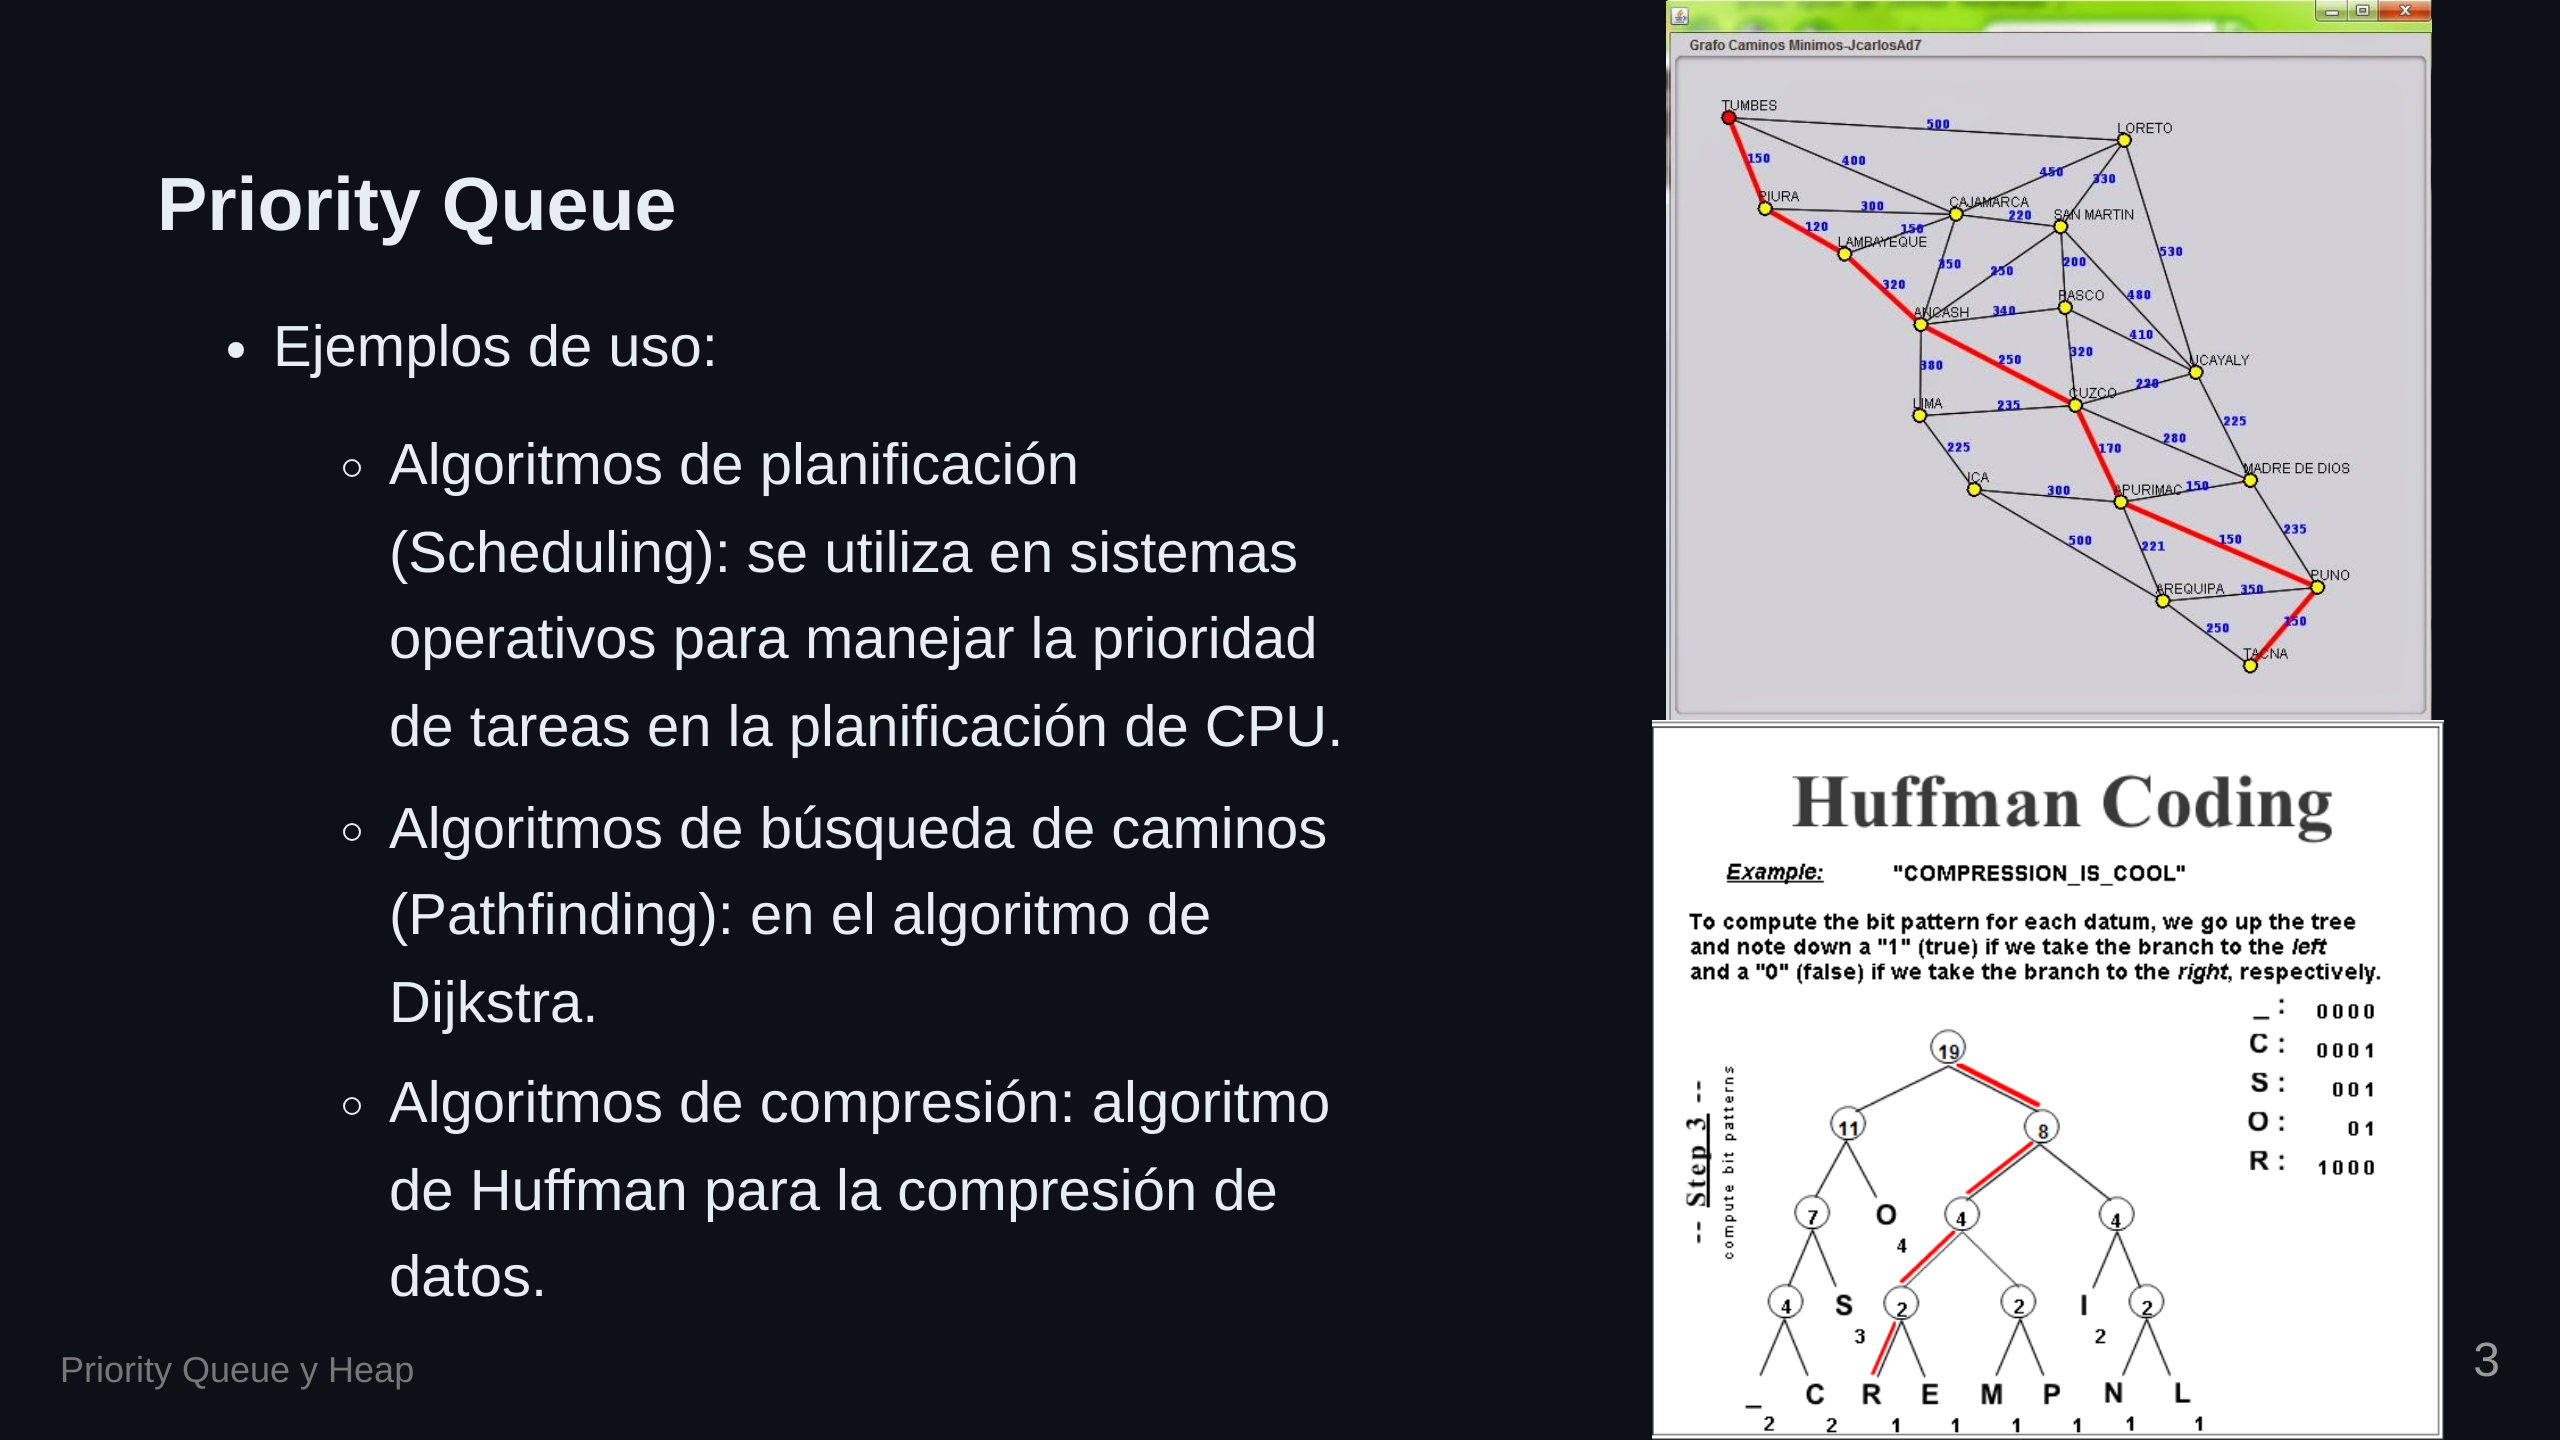 Priority Queue
Ejemplos de uso:
Algoritmos de planificación
(Scheduling): se utiliza en sistemas
operativos para manejar la prioridad
de tareas en la planificación de CPU.
Algoritmos de búsqueda de caminos
(Pathfinding): en el algoritmo de
Dijkstra.
Algoritmos de compresión: algoritmo
de Huffman para la compresión de
datos.
Grafo Caminos Minimos-JcarlosAd7
TUMBES
500
LORETO
150
400
450
330
PIURA
300
CAJAMARCA
220
SAN MARTIN
120
150
LAMBAYEQUE
530
350
250
200
320
PASCO
480
ANCASH
340
410
380
250
320
UCAYALY
220
CUZCO
LIMA
235
225
225
170
280
MADRE DE DIOS
ICA
300
APURIMAC
150
235
500
221
150
PUNO
AREQUIPA
350
250
150
TACNA
Huffman Coding
Example: "COMPRESSION_IS_COOL"
To compute the bit pattern for each datum, we go up the tree
and note down a "1" (true) if we take the branch to the left
and a "0" (false) if we take the branch to the right, respectively.
_ : 0000
C : 0001
S : 001
O : 01
R : 1000
-- Step 3 --
compute bit patterns
19
11 8
7 O 4 4
4
4 S 2 2 I 2
3 2
_ C R E M P N L
2 2 1 1 1 1 1 1
Priority Queue y Heap
3